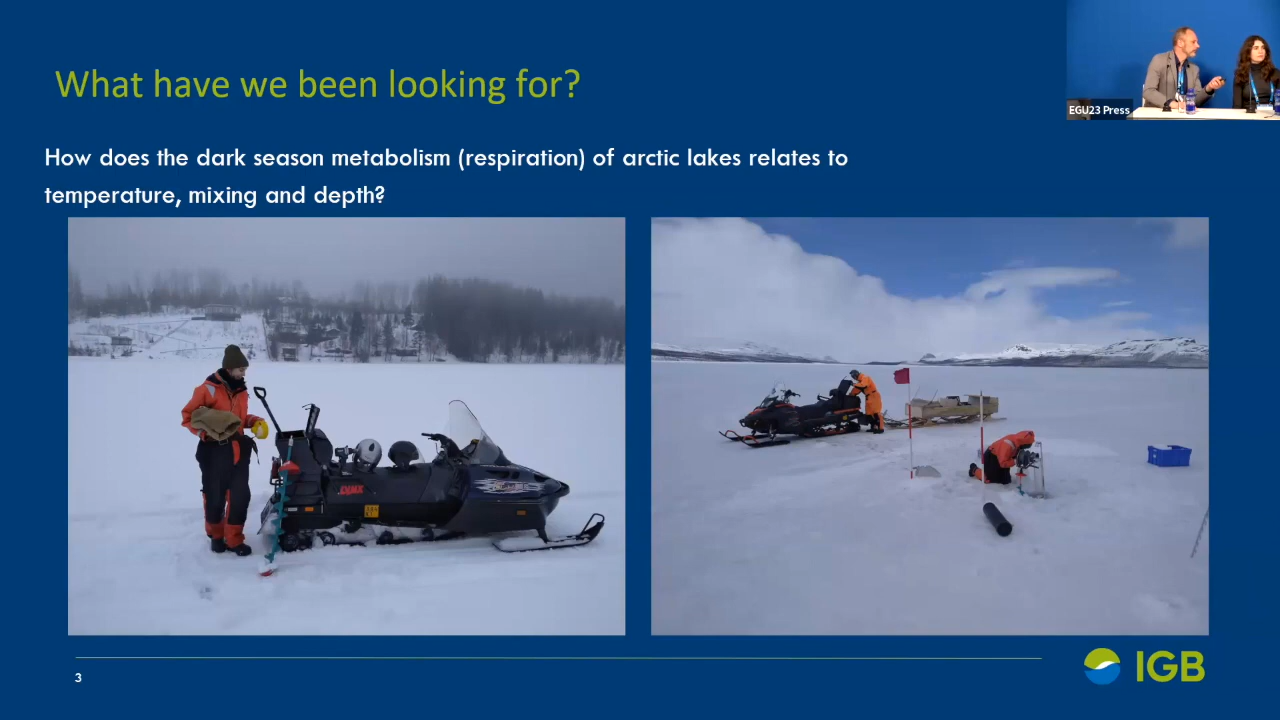 What have we been looking for?
EGU23 Press
How does the dark season metabolism (respiration) of arctic lakes relates to
temperature, mixing and depth?
LYNX
3
IGB